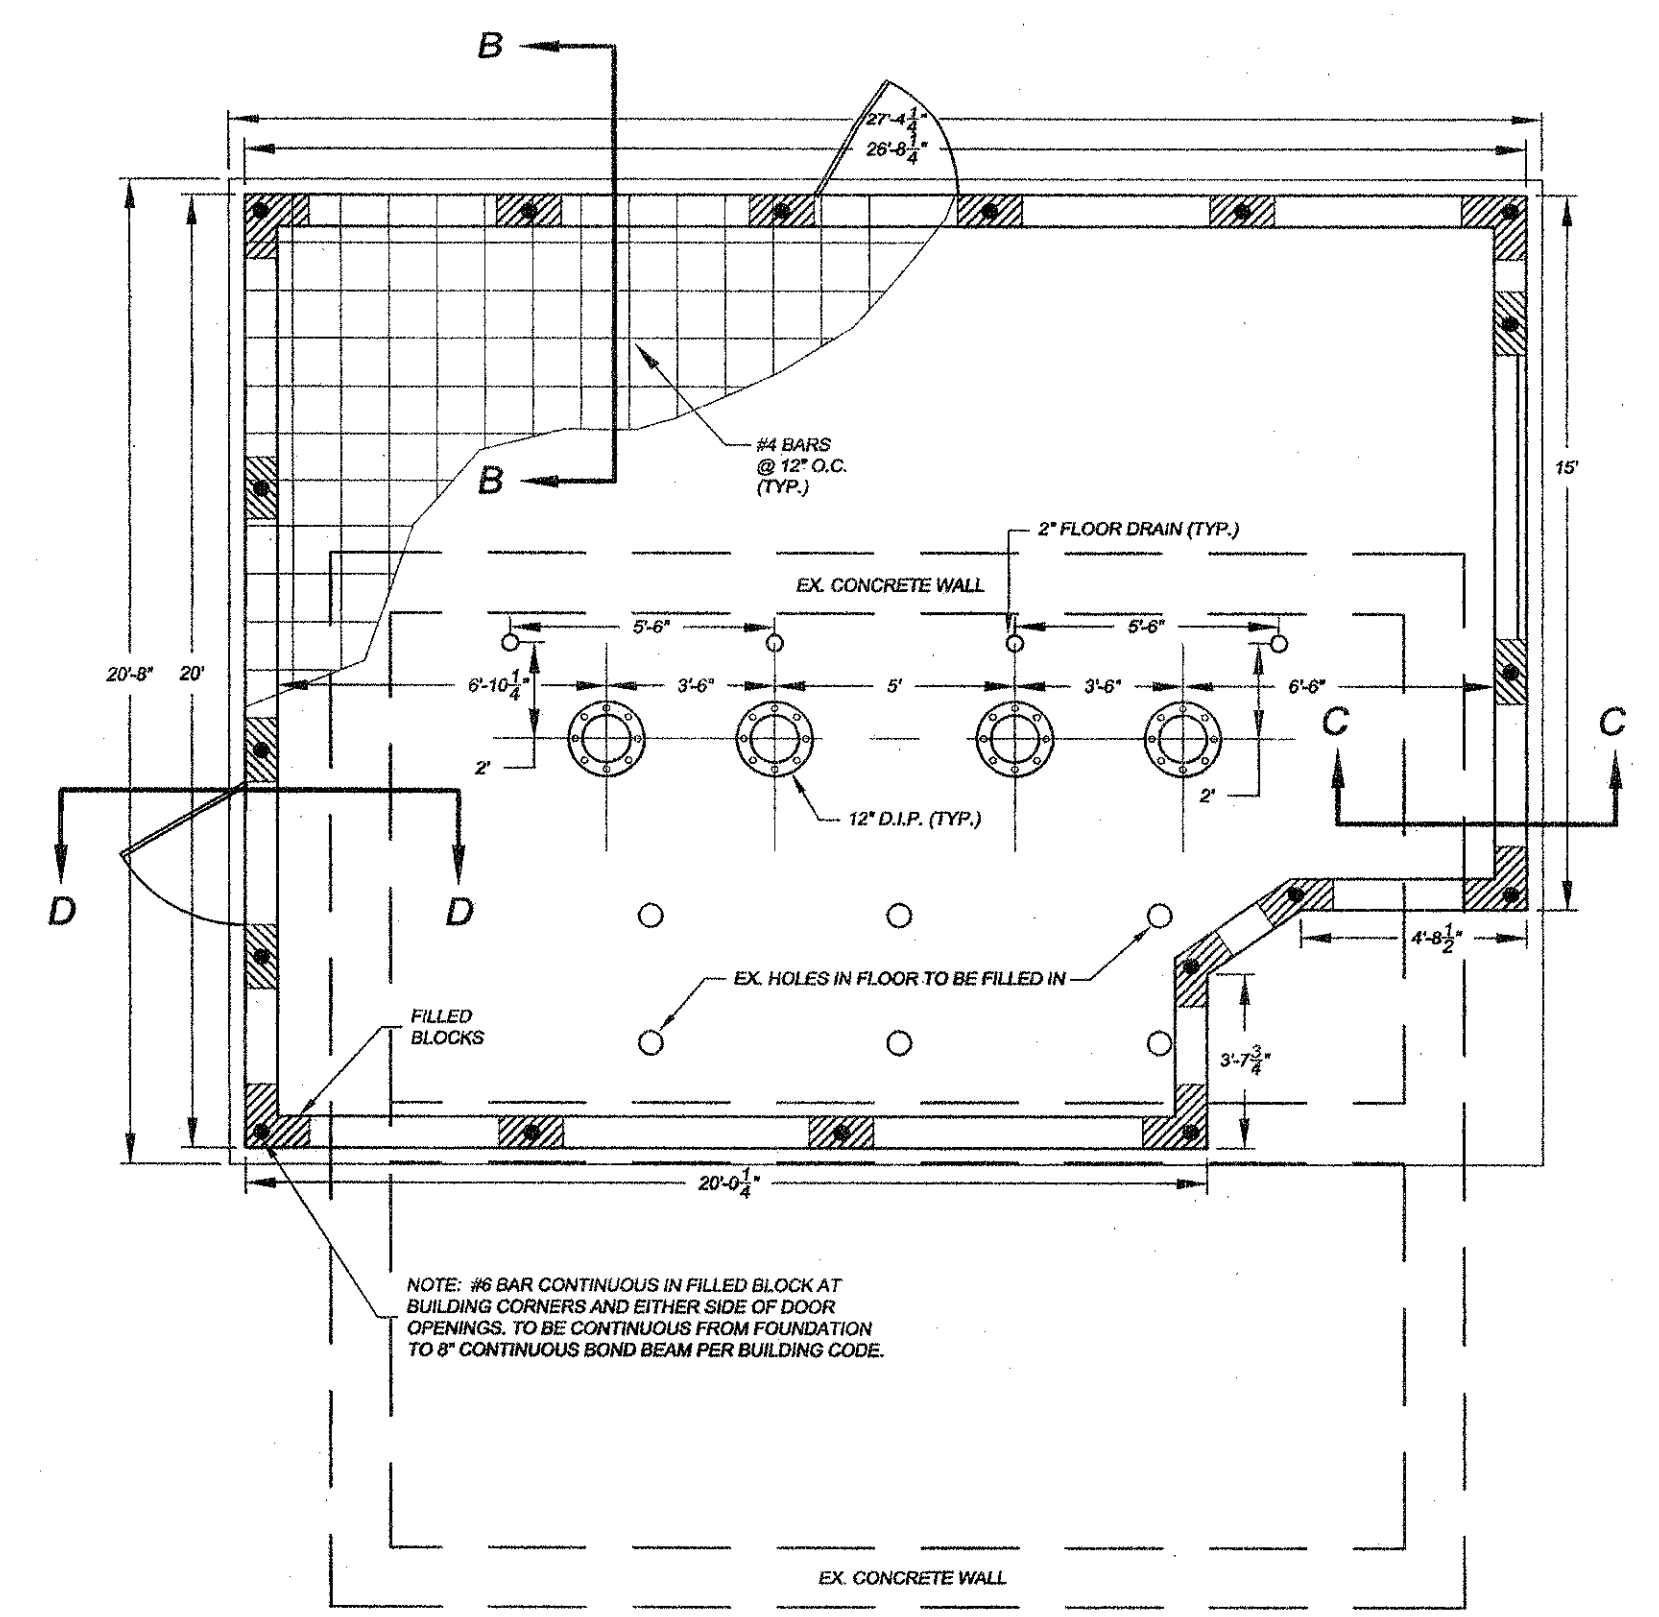 B
27'-4 1/4"
26'-8 1/4"
#4 BARS
@ 12" O.C.
(TYP.)
B
15'
2" FLOOR DRAIN (TYP.)
EX. CONCRETE WALL
5'-6"
5'-6"
20'-8"
20'
6'-10 1/4"
3'-6"
5'
3'-6"
6'-6"
C
C
2'
2'
12" D.I.P. (TYP.)
D
D
4'-8 1/2"
EX. HOLES IN FLOOR TO BE FILLED IN
FILLED
BLOCKS
3'-7 3/4"
20'-0 1/4"
NOTE: #6 BAR CONTINUOUS IN FILLED BLOCK AT
BUILDING CORNERS AND EITHER SIDE OF DOOR
OPENINGS. TO BE CONTINUOUS FROM FOUNDATION
TO 8" CONTINUOUS BOND BEAM PER BUILDING CODE.
EX. CONCRETE WALL